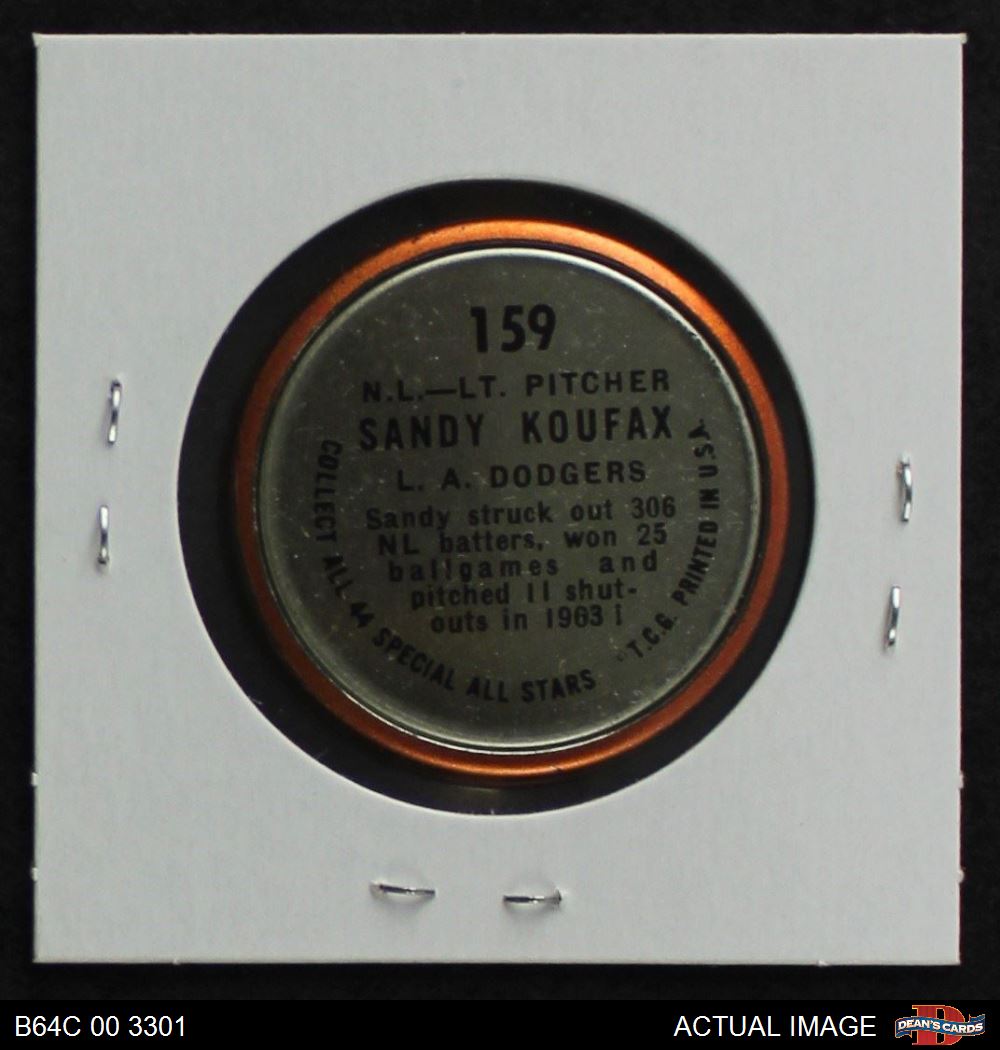 159
N.L.—LT. PITCHER
SANDY KOUFAX
L. A. DODGERS
Sandy struck out 306
NL batters, won 25
ballgames and
pitched 11 shut-
outs in 1963!
COLLECT ALL 44 SPECIAL ALL STARS
©T.C.G. PRINTED IN U.S.A.
B64C 00 3301
ACTUAL IMAGE
DEAN'S CARDS